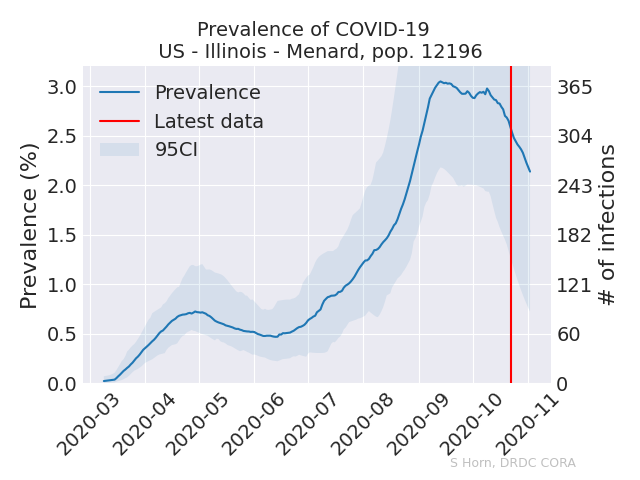 Prevalence of COVID-19
US - Illinois - Menard, pop. 12196
Prevalence
Latest data
95CI
Prevalence (%)
3.0
2.5
2.0
1.5
1.0
0.5
0.0
365
304
243
182
121
60
0
# of infections
2020-03
2020-04
2020-05
2020-06
2020-07
2020-08
2020-09
2020-10
2020-11
S Horn, DRDC CORA